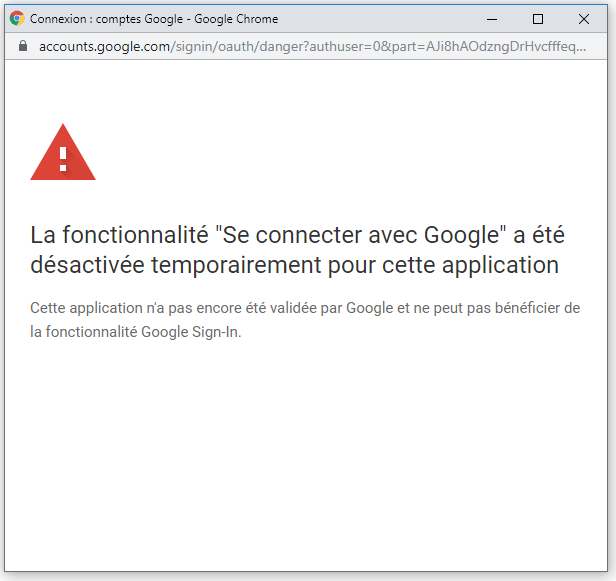 Connexion : comptes Google - Google Chrome
accounts.google.com/signin/oauth/danger?authuser=0&part=AJi8hAOdzngDrHvcfffeq...
La fonctionnalité "Se connecter avec Google" a été
désactivée temporairement pour cette application
Cette application n'a pas encore été validée par Google et ne peut pas bénéficier de
la fonctionnalité Google Sign-In.